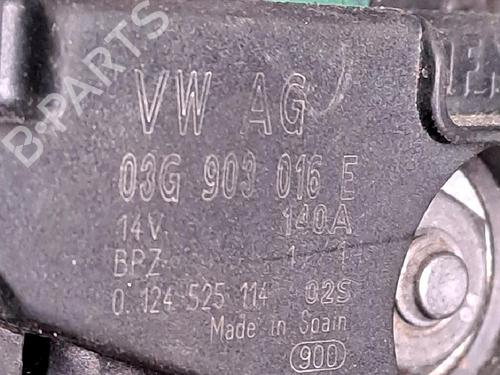 B-PARTS
VW AG
03G 903 016 E
14V 140A
BPZ
0 124 525 114 02S
Made in Spain
900